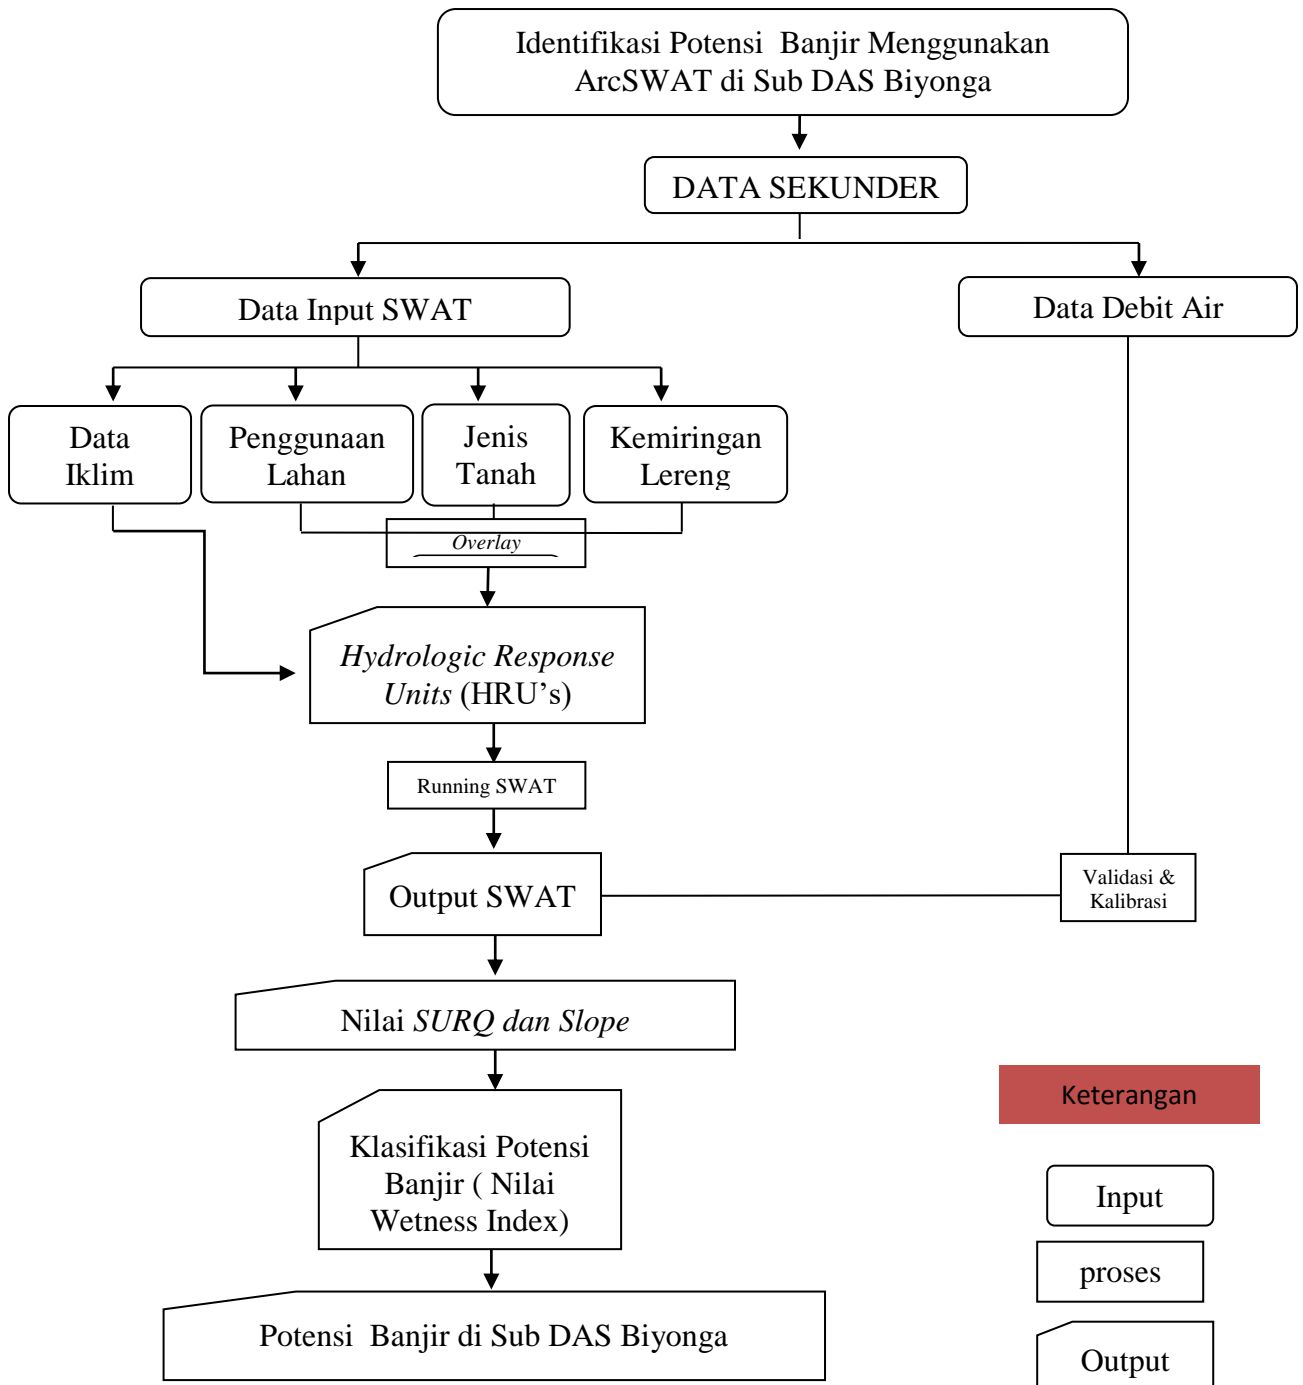 Identifikasi Potensi Banjir Menggunakan
ArcSWAT di Sub DAS Biyonga
DATA SEKUNDER
Data Input SWAT
Data Debit Air
Data
Iklim
Penggunaan
Lahan
Jenis
Tanah
Kemiringan
Lereng
Overlay
Hydrologic Response
Units (HRU’s)
Running SWAT
Output SWAT
Validasi &
Kalibrasi
Nilai SURQ dan Slope
Klasifikasi Potensi
Banjir ( Nilai
Wetness Index)
Potensi Banjir di Sub DAS Biyonga
Keterangan
Input
proses
Output